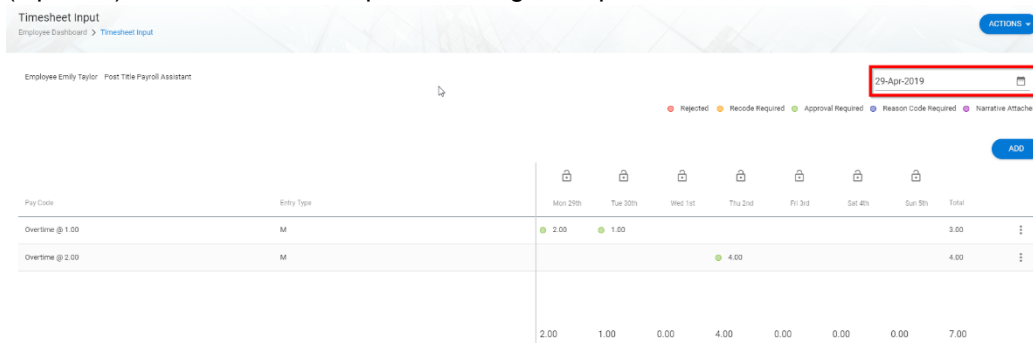 Timesheet Input
Employee Dashboard > Timesheet Input
ACTIONS
Employee Emily Taylor Post Title Payroll Assistant
29-Apr-2019
Rejected Recode Required Approval Required Reason Code Required Narrative Attache
ADD
Pay Code Entry Type Mon 29th Tue 30th Wed 1st Thu 2nd Fri 3rd Sat 4th Sun 5th Total
Overtime @ 1.00 M 2.00 1.00 3.00
Overtime @ 2.00 M 4.00 4.00
2.00 1.00 0.00 4.00 0.00 0.00 0.00 7.00